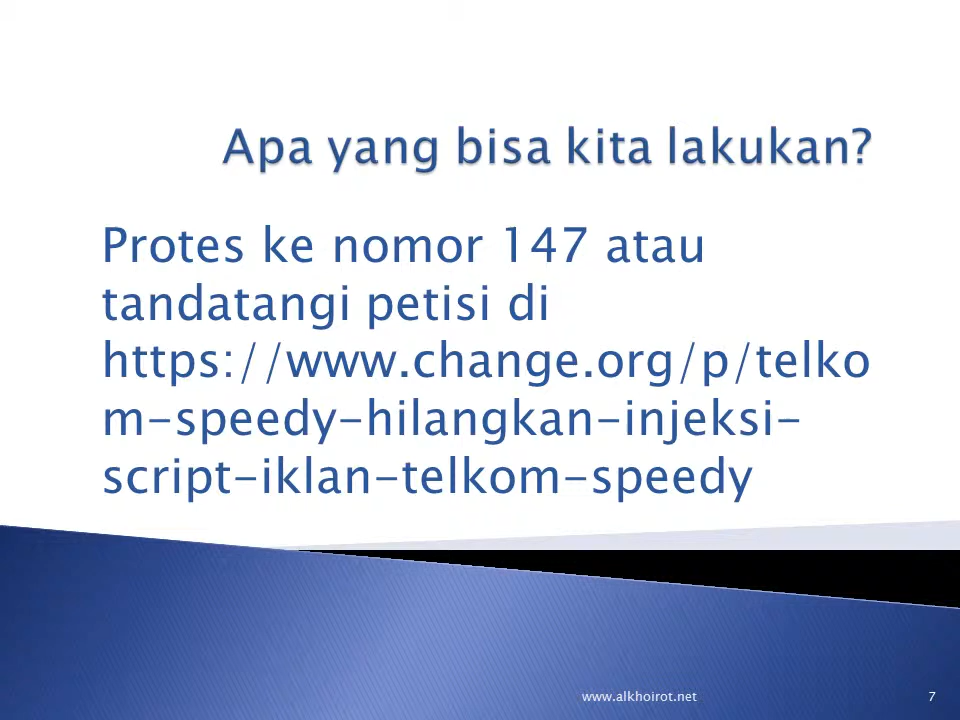 Apa yang bisa kita lakukan?
Protes ke nomor 147 atau
tandatangi petisi di
https://www.change.org/p/telko
m-speedy-hilangkan-injeksi-
script-iklan-telkom-speedy
www.alkhoirot.net
7